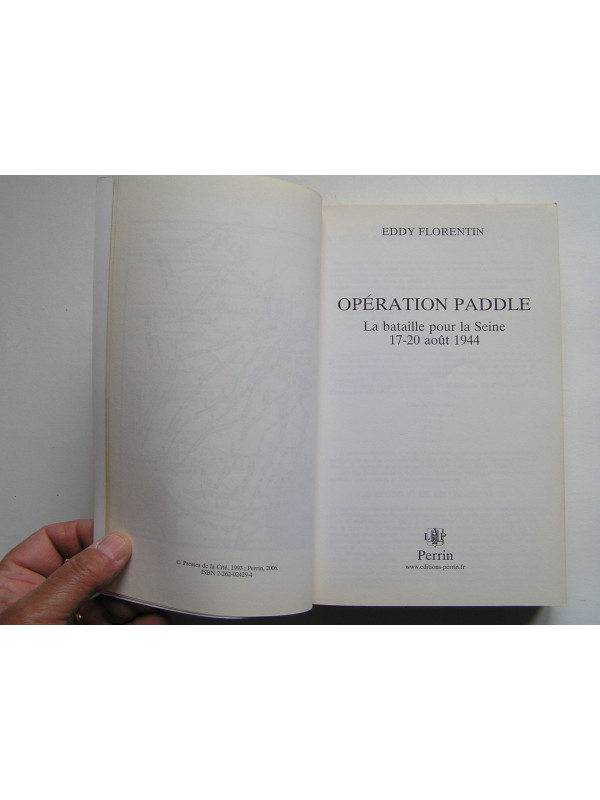 © Presses de la Cité, 1993 ; Perrin, 2006.
ISBN 2-262-02429-4
EDDY FLORENTIN
OPÉRATION PADDLE
La bataille pour la Seine
17-20 août 1944
Perrin
www.editions-perrin.fr